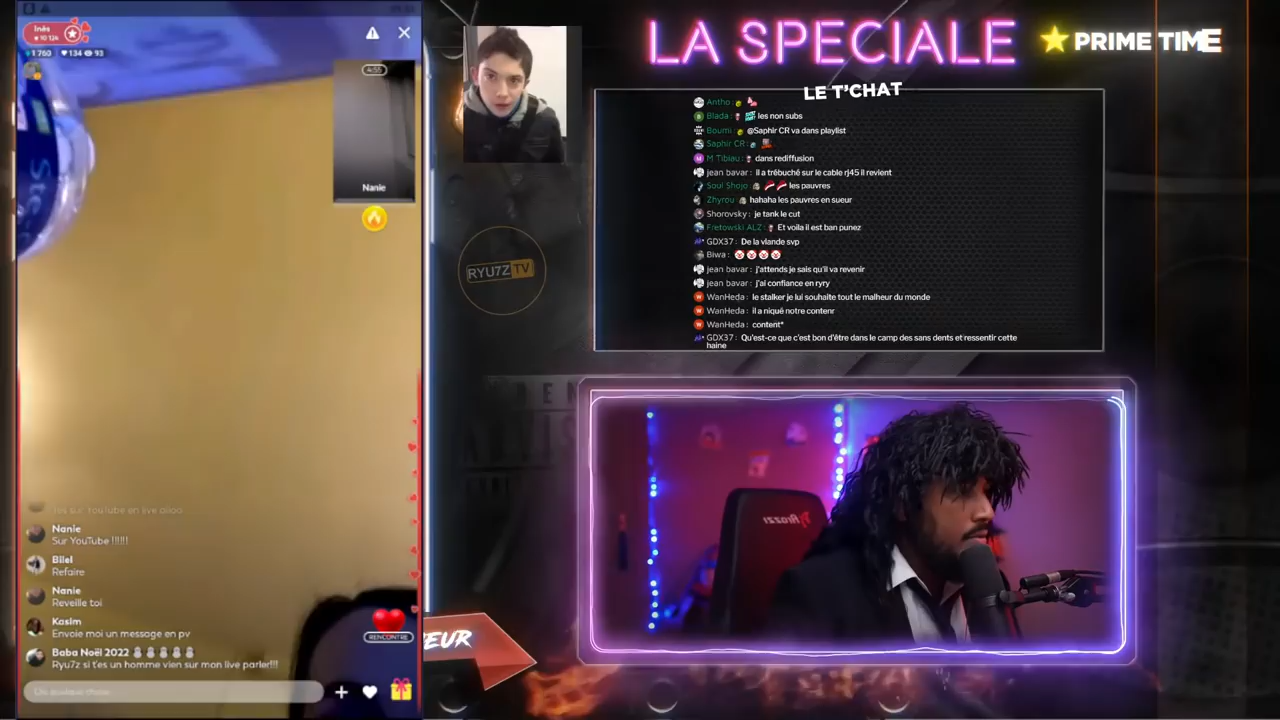 Inès
1 760 134 93
4:55
Nanie
Nanie
Sur YouTube !!!!!!
Bilel
Refaire
Nanie
Reveille toi
Kasim
Envoie moi un message en pv
Baba Noël 2022
Ryu7z si t'es un homme vien sur mon live parler!!!
RENCONTRE
LA SPECIALE
PRIME TIME
LE T'CHAT
Antho :
Blada : les non subs
Boumi : @Saphir CR va dans playlist
Saphir CR :
M Tibiau : dans rediffusion
jean bavar : il a trébuché sur le cable rj45 il revient
Soul Shojo : les pauvres
Zhyrou : hahaha les pauvres en sueur
Shorovsky : je tank le cut
Fretowski ALZ : Et voila il est ban punez
GDX37 : De la viande svp
Biwa :
jean bavar : j'attends je sais qu'il va revenir
jean bavar : j'ai confiance en ryry
WanHeda : le stalker je lui souhaite tout le malheur du monde
WanHeda : il a niqué notre contenr
WanHeda : content*
GDX37 : Qu'est-ce que c'est bon d'être dans le camp des sans dents et ressentir cette
haine
RYU7Z TV
EUR